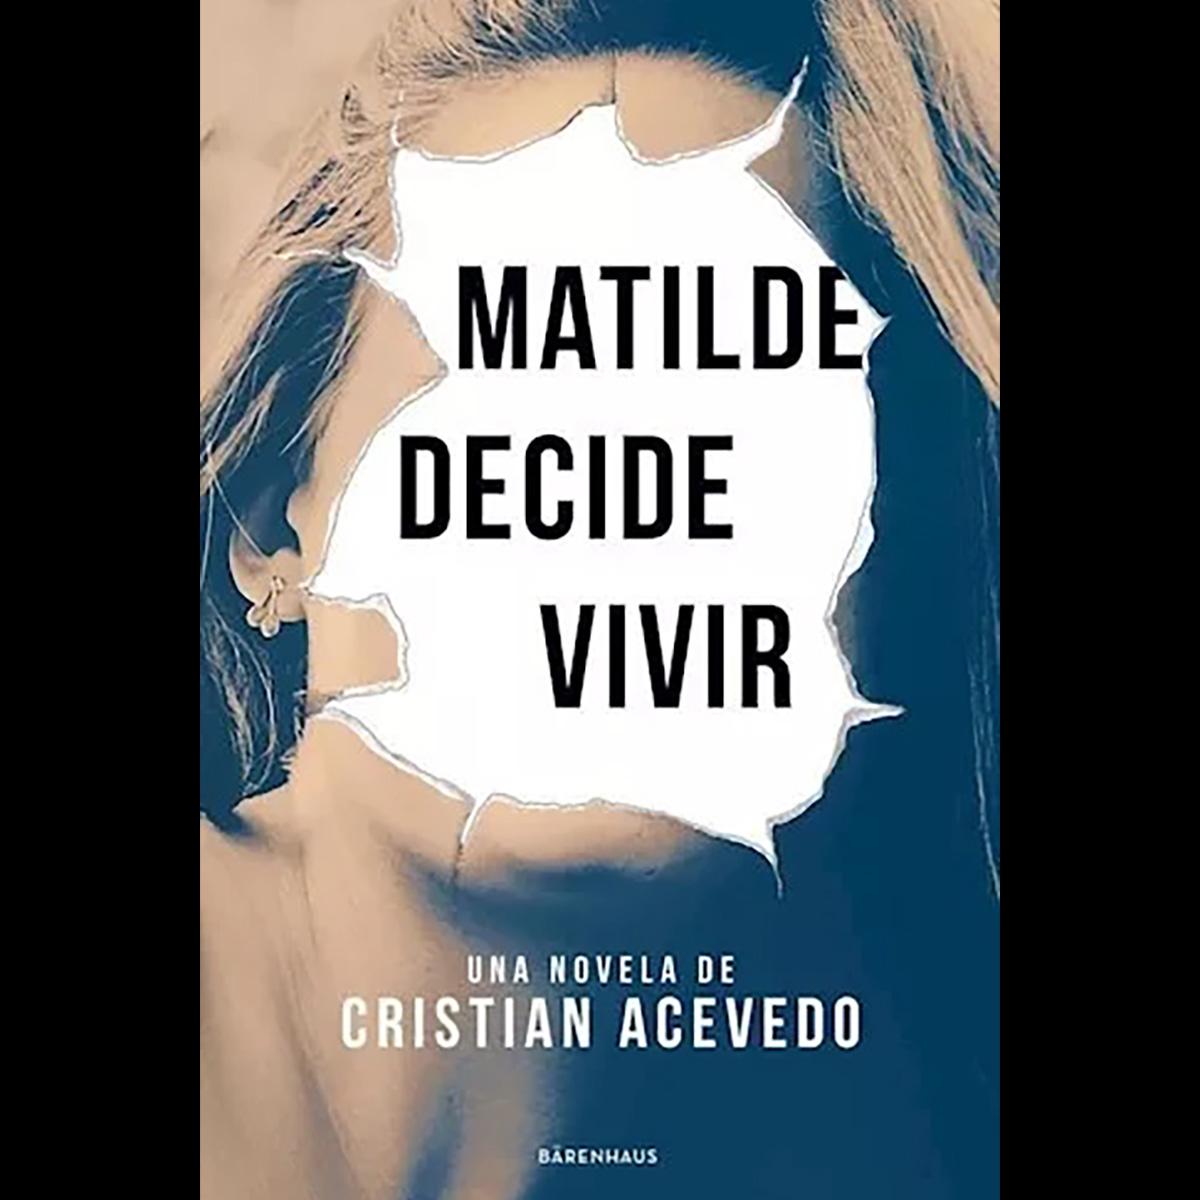 MATILDE
DECIDE
VIVIR
UNA NOVELA DE
CRISTIAN ACEVEDO
BÄRENHAUS